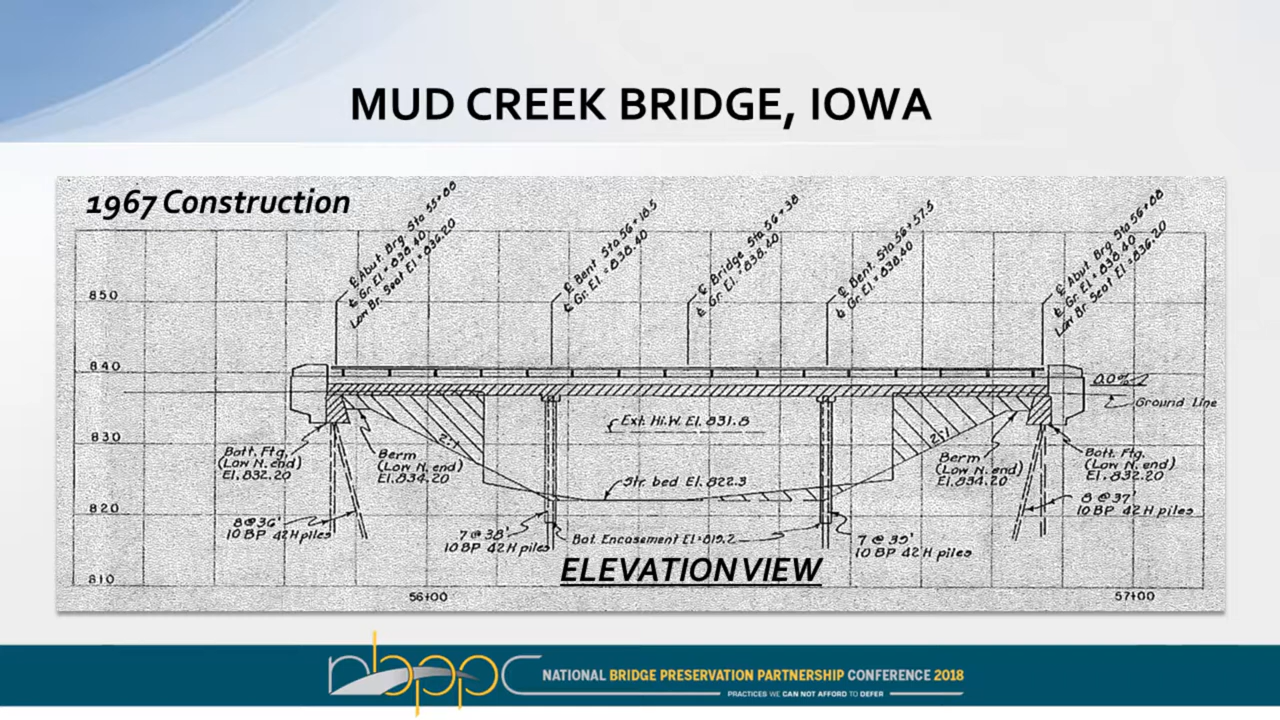 MUD CREEK BRIDGE, IOWA
1967 Construction
℄ Abut. Brg. Sta 55+88
℄ Gr. El = 838.40
Low Br. Seat El = 836.20
℄ Bent Sta 56+18.5
℄ Gr. El. = 838.40
℄ Bridge Sta 56+38
℄ Gr. El. = 838.40
℄ Bent. Sta 56+57.5
℄ Gr. El. = 838.40
℄ Abut Brg Sta 56+88
℄ Gr. El = 838.40
Low Br. Seat El = 836.20
850
840
830
820
810
0.0%
Ground Line
Ext. Hi.W. El. 831.8
2:1
2:1
Bott. Ftg.
(Low N. end)
El. 832.20
Berm
(Low N. end)
El. 834.20
Str bed El. 822.3
Berm
(Low N. end)
El. 834.20
Bott. Ftg.
(Low N. end)
El. 832.20
8@36'
10 BP 42 H piles
7@38'
10 BP 42 H piles
Bot. Encasement El=819.2
7@39'
10 BP 42 H piles
8@37'
10 BP 42 H piles
ELEVATION VIEW
56+00
57+00
nbppc
NATIONAL BRIDGE PRESERVATION PARTNERSHIP CONFERENCE 2018
PRACTICES WE CAN NOT AFFORD TO DEFER